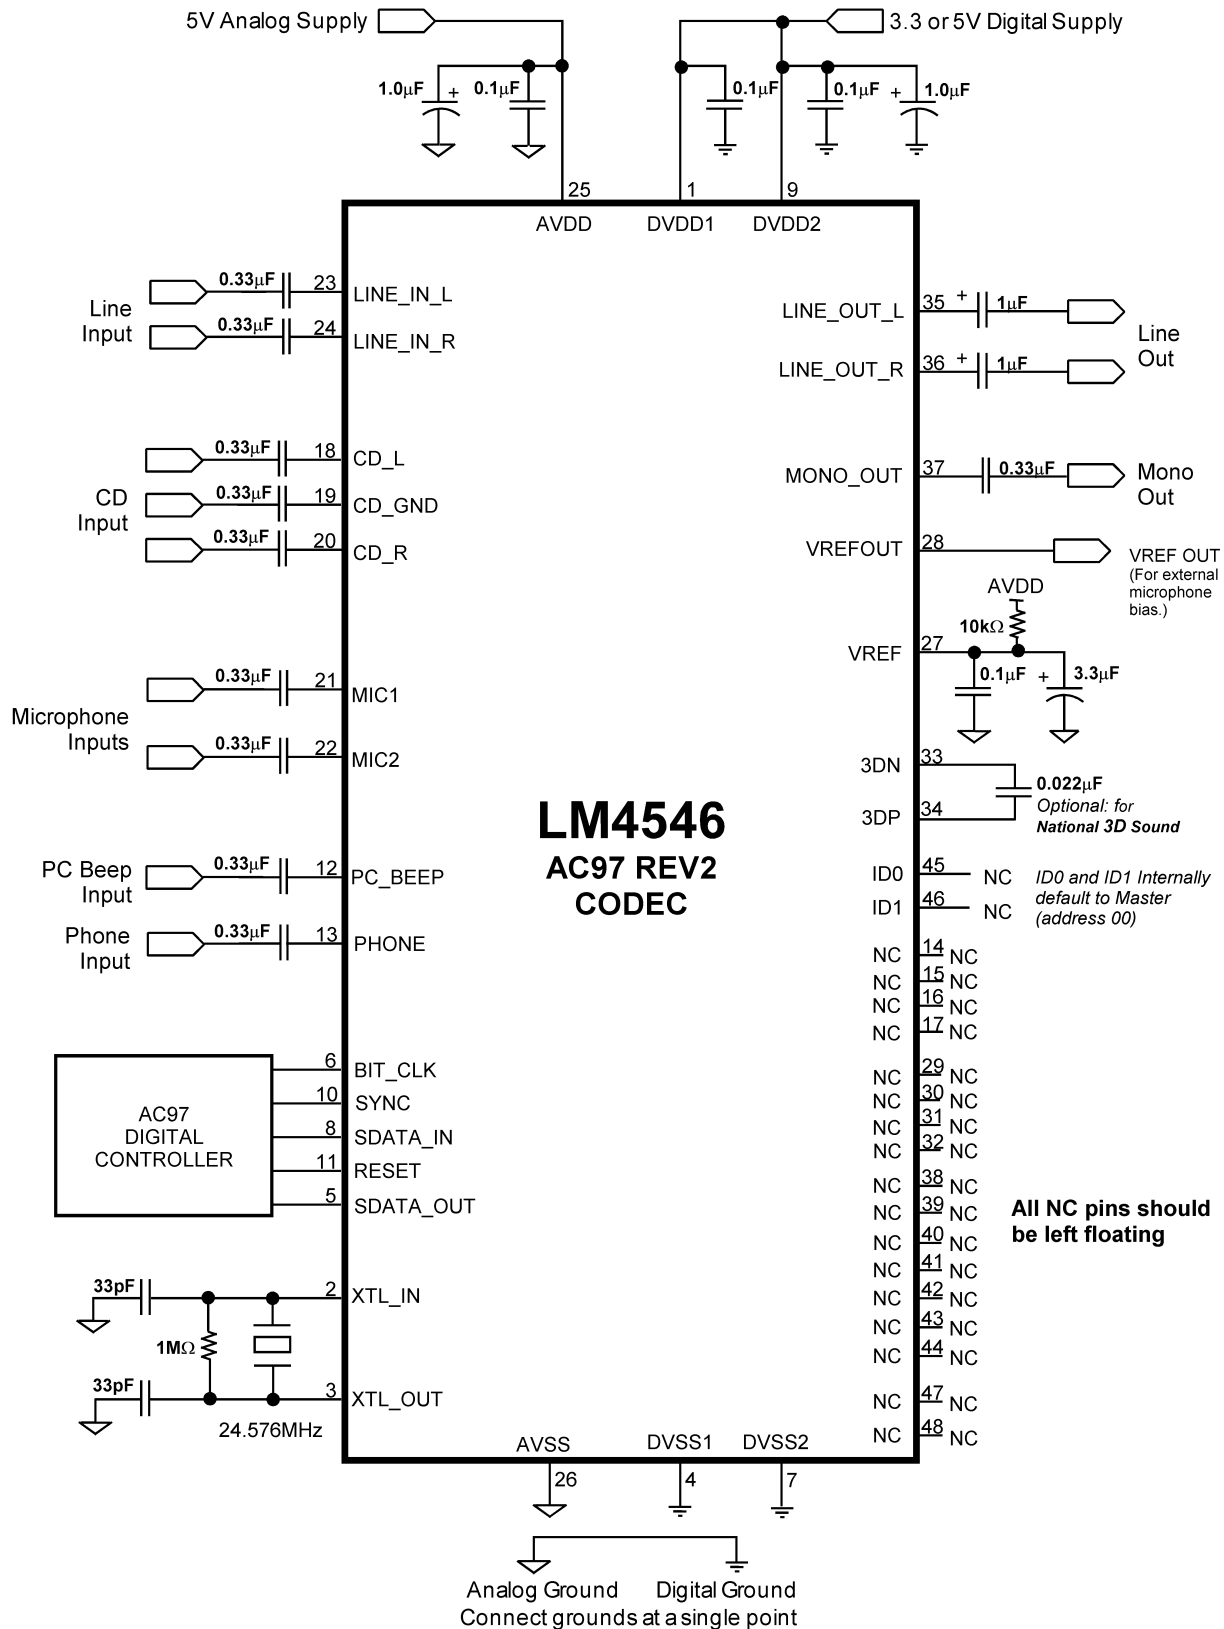 5V Analog Supply
3.3 or 5V Digital Supply
1.0µF
+
0.1µF
0.1µF
0.1µF
+
1.0µF
25
1
9
AVDD
DVDD1
DVDD2
Line
Input
0.33µF
23
LINE_IN_L
0.33µF
24
LINE_IN_R
CD
Input
0.33µF
18
CD_L
0.33µF
19
CD_GND
0.33µF
20
CD_R
Microphone
Inputs
0.33µF
21
MIC1
0.33µF
22
MIC2
PC Beep
Input
0.33µF
12
PC_BEEP
Phone
Input
0.33µF
13
PHONE
AC97
DIGITAL
CONTROLLER
6
BIT_CLK
10
SYNC
8
SDATA_IN
11
RESET
5
SDATA_OUT
33pF
2
XTL_IN
1MΩ
33pF
3
XTL_OUT
24.576MHz
LM4546
AC97 REV2
CODEC
LINE_OUT_L
35
+
1µF
LINE_OUT_R
36
+
1µF
Line
Out
MONO_OUT
37
0.33µF
Mono
Out
VREFOUT
28
VREF OUT
(For external
microphone
bias.)
AVDD
10kΩ
VREF
27
0.1µF
+
3.3µF
3DN
33
3DP
34
0.022µF
Optional: for
National 3D Sound
ID0
45
NC
ID1
46
NC
ID0 and ID1 Internally
default to Master
(address 00)
NC 14 NC
NC 15 NC
NC 16 NC
NC 17 NC
NC 29 NC
NC 30 NC
NC 31 NC
NC 32 NC
NC 38 NC
NC 39 NC
NC 40 NC
NC 41 NC
NC 42 NC
NC 43 NC
NC 44 NC
NC 47 NC
NC 48 NC
All NC pins should
be left floating
AVSS
DVSS1
DVSS2
26
4
7
Analog Ground
Digital Ground
Connect grounds at a single point